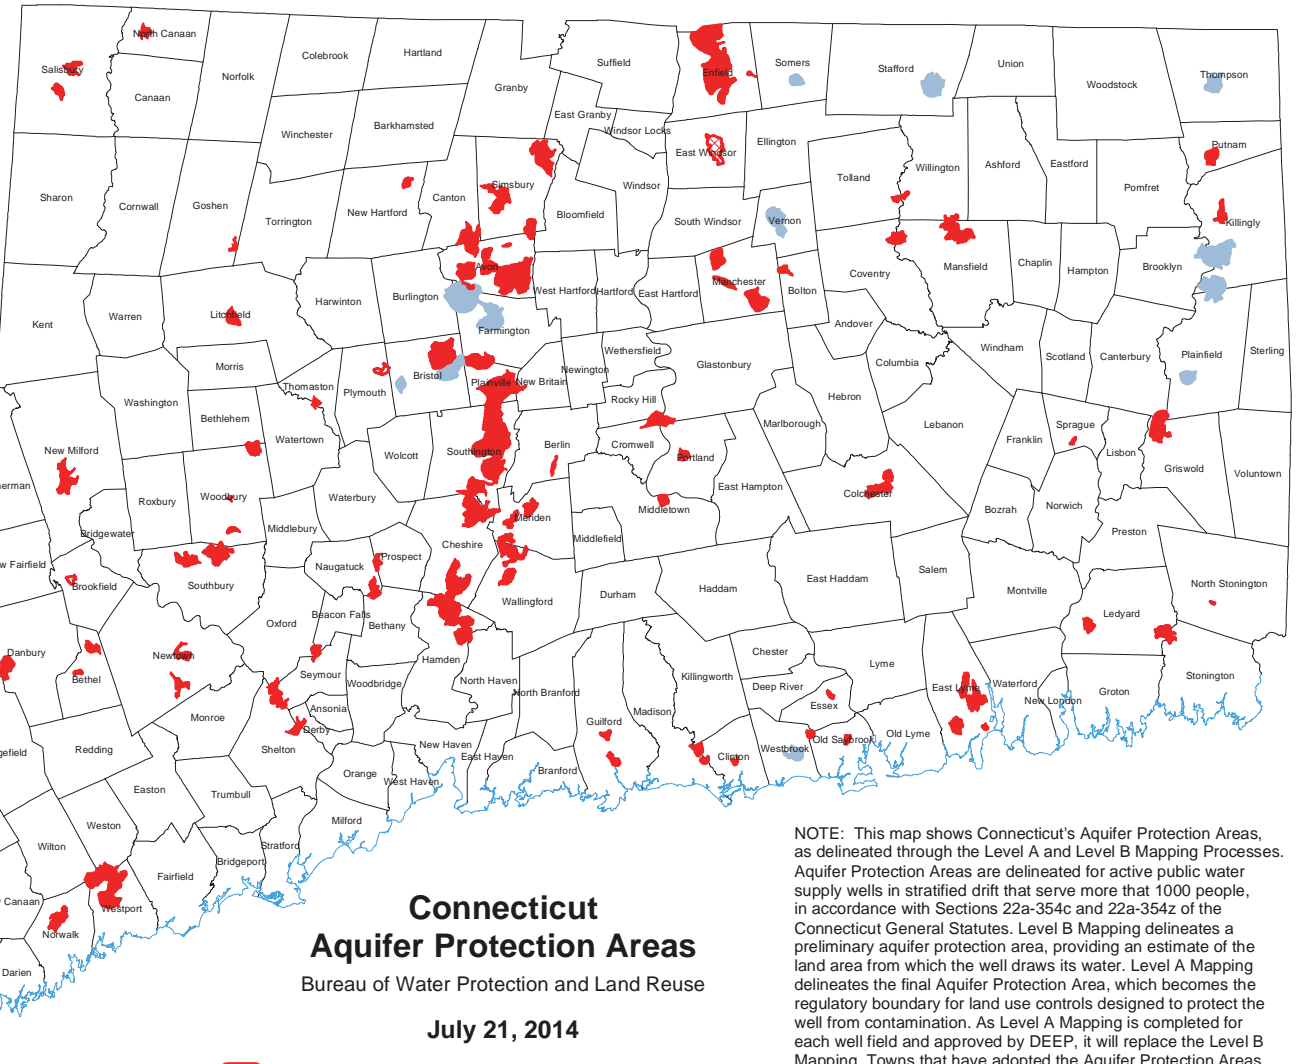 North Canaan
Colebrook
Hartland
Suffield
Enfield
Somers
Stafford
Union
Woodstock
Thompson
Salisbury
Norfolk
Canaan
Granby
East Granby
Windsor Locks
Winchester
Barkhamsted
East Windsor
Ellington
Willington
Ashford
Eastford
Putnam
Tolland
Pomfret
Sharon
Cornwall
Goshen
Torrington
New Hartford
Canton
Simsbury
Bloomfield
Windsor
South Windsor
Vernon
Killingly
Mansfield
Chaplin
Hampton
Brooklyn
Coventry
Kent
Warren
Litchfield
Harwinton
Burlington
Avon
West Hartford
Hartford
East Hartford
Manchester
Bolton
Farmington
Andover
Windham
Scotland
Canterbury
Plainfield
Sterling
Morris
Wethersfield
Glastonbury
Columbia
Thomaston
Plymouth
Bristol
Plainville
New Britain
Newington
Washington
Bethlehem
Watertown
Rocky Hill
Hebron
Marlborough
Lebanon
Franklin
Sprague
Lisbon
Griswold
Voluntown
New Milford
Wolcott
Southington
Berlin
Cromwell
Portland
erman
Roxbury
Woodbury
Waterbury
East Hampton
Colchester
Bozrah
Norwich
Bridgewater
Middlebury
Meriden
Middletown
Middlefield
Preston
w Fairfield
Brookfield
Southbury
Naugatuck
Prospect
Cheshire
Wallingford
Durham
Haddam
East Haddam
Salem
Montville
North Stonington
Oxford
Beacon Falls
Bethany
Ledyard
Danbury
Bethel
Newtown
Seymour
Woodbridge
Hamden
North Haven
North Branford
Killingworth
Chester
Deep River
Essex
Lyme
East Lyme
Waterford
New London
Groton
Stonington
Monroe
Ansonia
Derby
Guilford
Madison
gefield
Redding
Shelton
New Haven
East Haven
Branford
Clinton
Westbrook
Old Saybrook
Old Lyme
Easton
Trumbull
Orange
West Haven
Weston
Milford
Wilton
Stratford
Bridgeport
Fairfield
Canaan
Westport
Norwalk
Darien
Connecticut
Aquifer Protection Areas
Bureau of Water Protection and Land Reuse
July 21, 2014
NOTE: This map shows Connecticut's Aquifer Protection Areas,
as delineated through the Level A and Level B Mapping Processes.
Aquifer Protection Areas are delineated for active public water
supply wells in stratified drift that serve more that 1000 people,
in accordance with Sections 22a-354c and 22a-354z of the
Connecticut General Statutes. Level B Mapping delineates a
preliminary aquifer protection area, providing an estimate of the
land area from which the well draws its water. Level A Mapping
delineates the final Aquifer Protection Area, which becomes the
regulatory boundary for land use controls designed to protect the
well from contamination. As Level A Mapping is completed for
each well field and approved by DEEP, it will replace the Level B
Mapping. Towns that have adopted the Aquifer Protection Areas